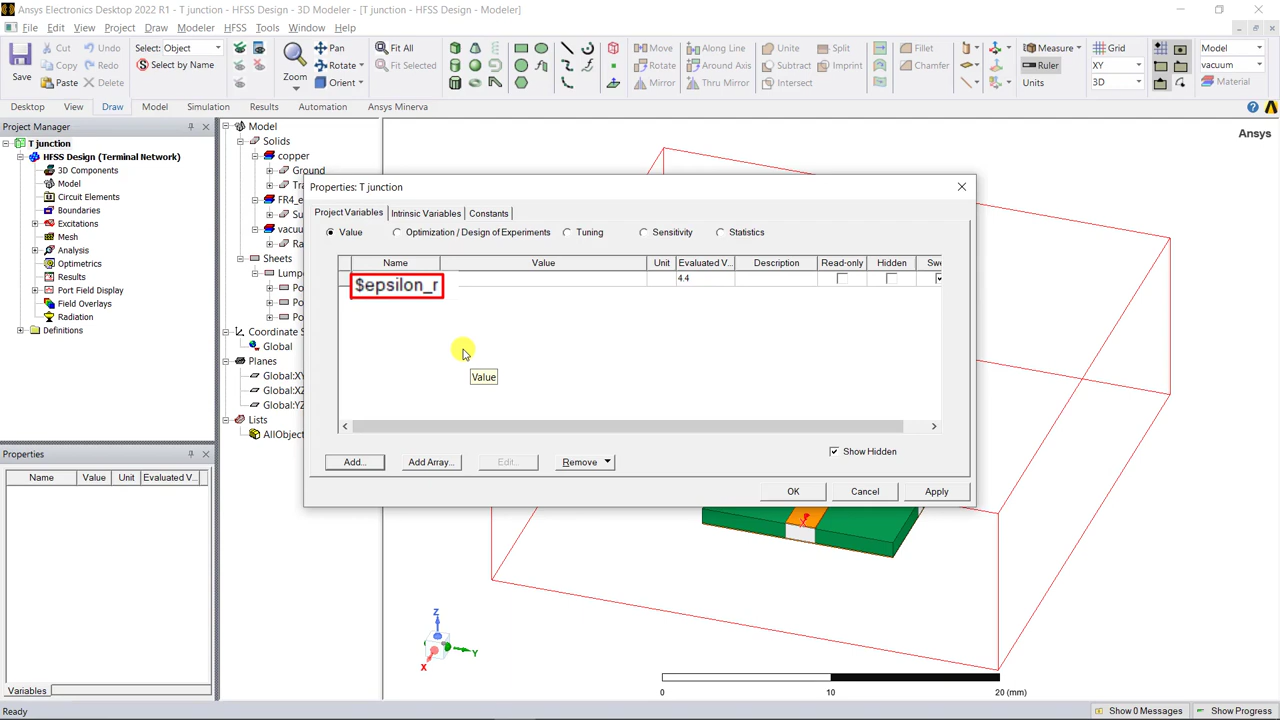 Ansys Electronics Desktop 2022 R1 - T junction - HFSS Design - 3D Modeler - [T junction - HFSS Design - Modeler]
File Edit View Project Draw Modeler HFSS Tools Window Help
Save
Cut
Copy
Paste
Undo
Redo
Delete
Select: Object
Select by Name
Zoom
Pan
Rotate
Orient
Fit All
Fit Selected
Move
Rotate
Mirror
Along Line
Around Axis
Thru Mirror
Unite
Subtract
Intersect
Split
Imprint
Fillet
Chamfer
Measure
Ruler
Units
Grid
XY
3D
Model
vacuum
Material
Desktop View Draw Model Simulation Results Automation Ansys Minerva
Project Manager
T junction
HFSS Design (Terminal Network)
3D Components
Model
Circuit Elements
Boundaries
Excitations
Mesh
Analysis
Optimetrics
Results
Port Field Display
Field Overlays
Radiation
Definitions
Properties
Name Value Unit Evaluated V...
Variables
Model
Solids
copper
Ground
Tra
FR4_e
Su
vacuu
Ra
Sheets
Lumpe
Po
Po
Po
Coordinate S
Global
Planes
Global:XY
Global:XZ
Global:YZ
Lists
AllObject
Ansys
Properties: T junction
Project Variables Intrinsic Variables Constants
Value Optimization / Design of Experiments Tuning Sensitivity Statistics
Name Value Unit Evaluated V... Description Read-only Hidden Swe
$epsilon_r 4.4
Value
Show Hidden
Add... Add Array... Edit... Remove
OK Cancel Apply
Z
Y
X
0 10 20 (mm)
Ready
Show 0 Messages Show Progress